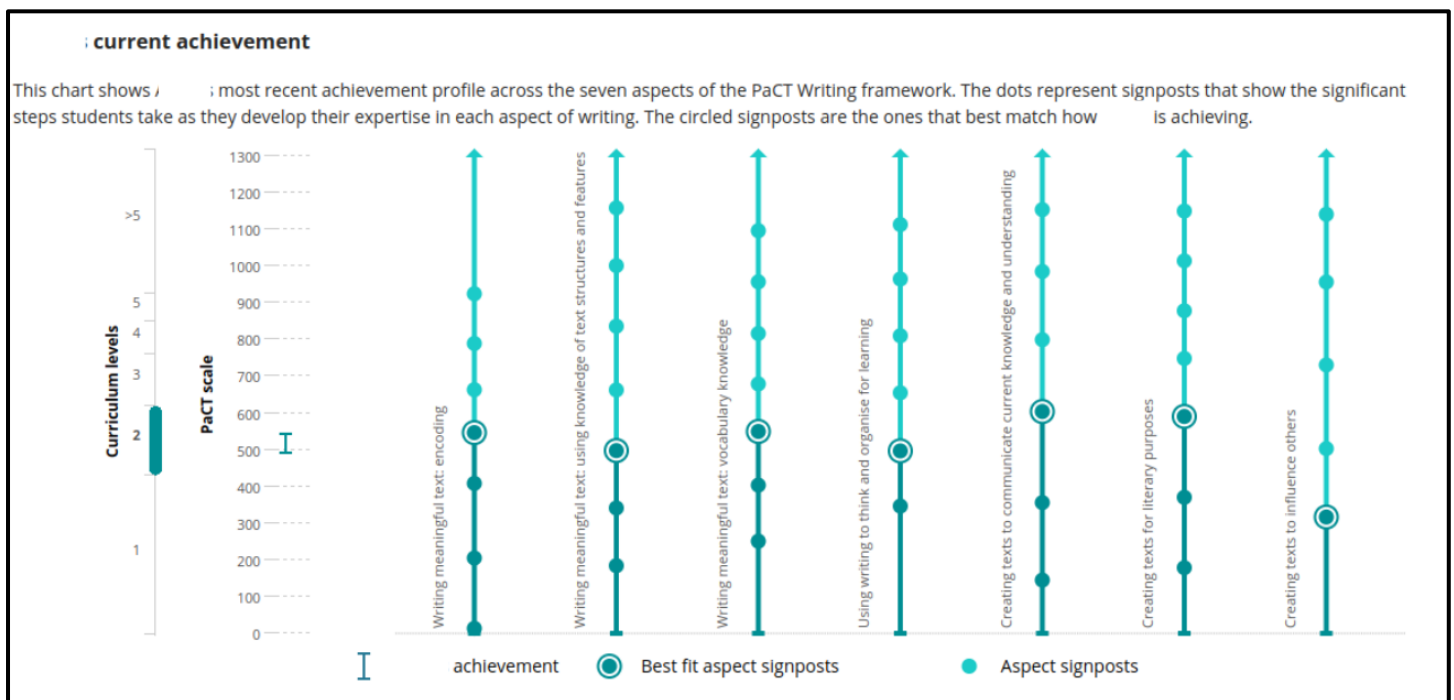 current achievement
This chart shows most recent achievement profile across the seven aspects of the PaCT Writing framework. The dots represent signposts that show the significant
steps students take as they develop their expertise in each aspect of writing. The circled signposts are the ones that best match how is achieving.
Curriculum levels
>5
5
4
3
2
1
PaCT scale
1300
1200
1100
1000
900
800
700
600
500
400
300
200
100
0
Writing meaningful text: encoding
Writing meaningful text: using knowledge of text structures and features
Writing meaningful text: vocabulary knowledge
Using writing to think and organise for learning
Creating texts to communicate current knowledge and understanding
Creating texts for literary purposes
Creating texts to influence others
achievement
Best fit aspect signposts
Aspect signposts